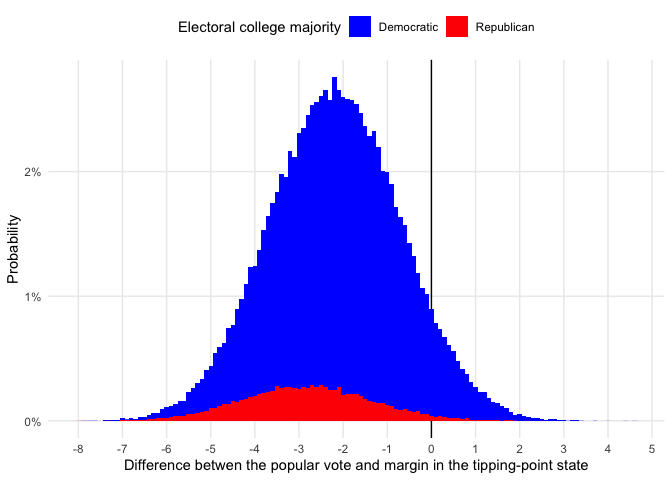 Electoral college majority Democratic Republican
Probability
2%
1%
0%
-8 -7 -6 -5 -4 -3 -2 -1 0 1 2 3 4 5
Difference betwen the popular vote and margin in the tipping-point state